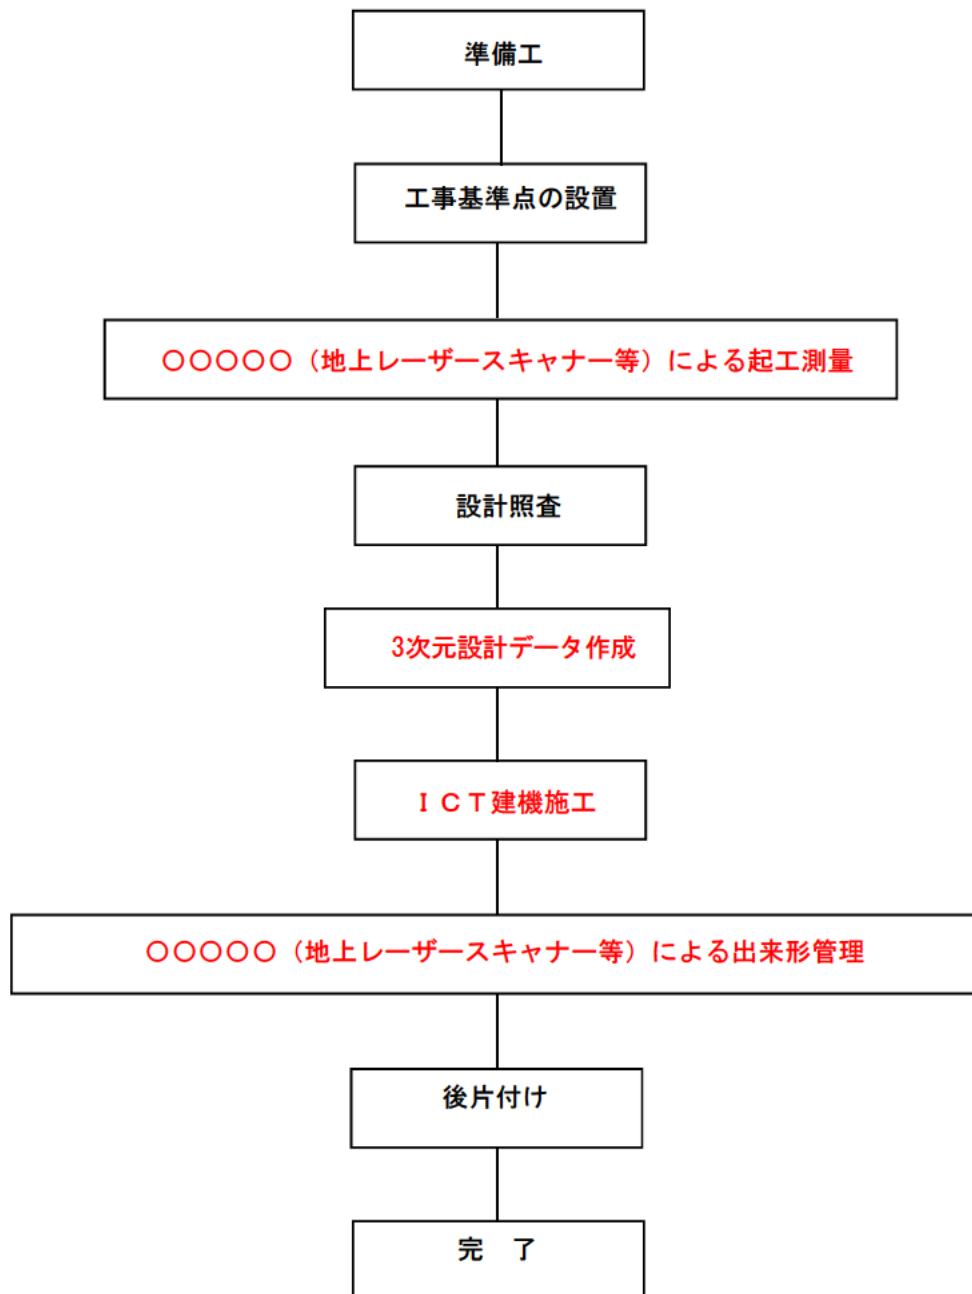 準備工
工事基準点の設置
〇〇〇〇〇（地上レーザースキャナー等）による起工測量
設計照査
3次元設計データ作成
ＩＣＴ建機施工
〇〇〇〇〇（地上レーザースキャナー等）による出来形管理
後片付け
完　了